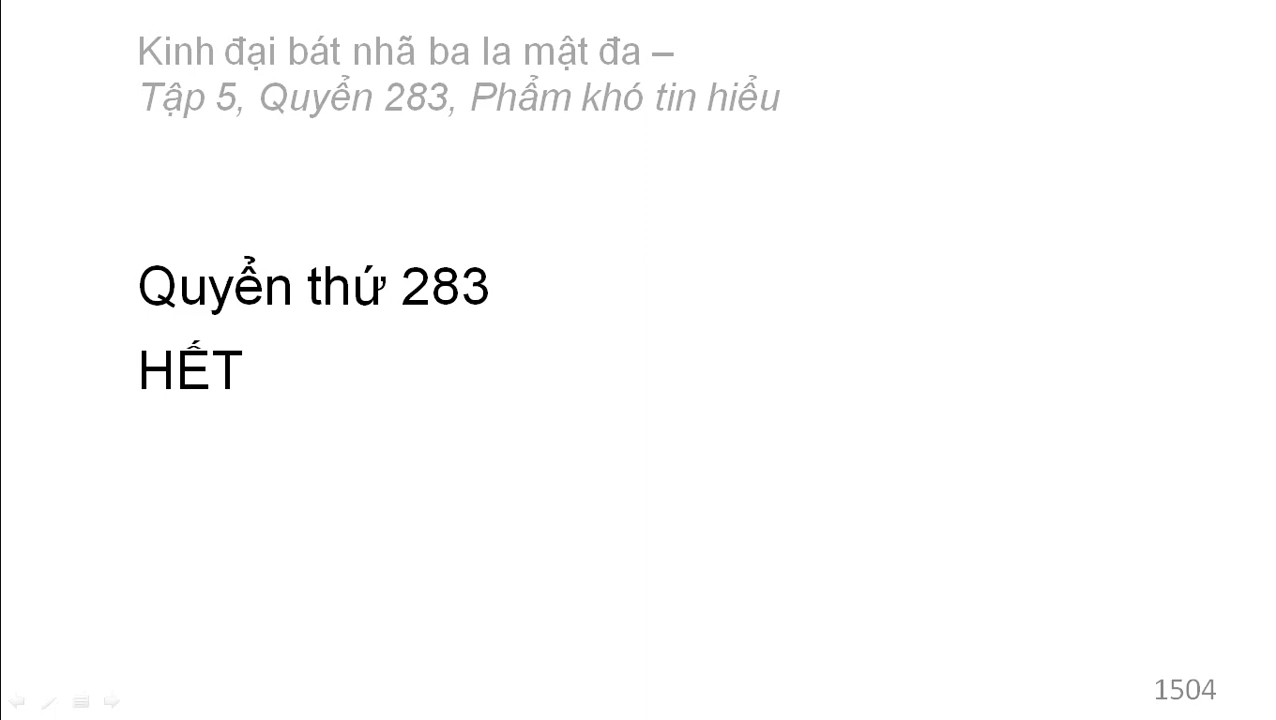 Kinh đại bát nhã ba la mật đa –
Tập 5, Quyển 283, Phẩm khó tin hiểu
Quyển thứ 283
HẾT
1504